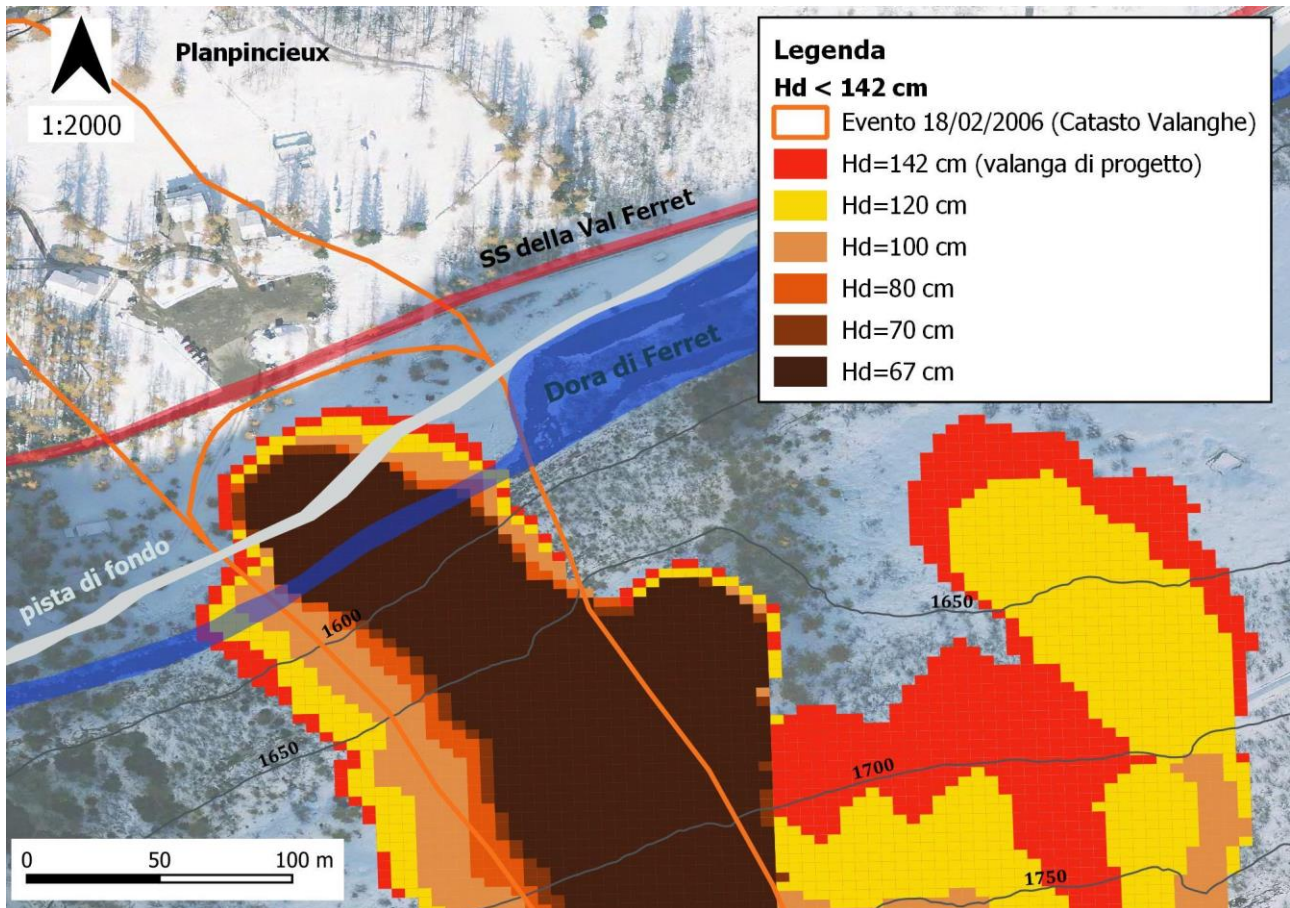 Planpincieux
1:2000
Legenda
Hd < 142 cm
Evento 18/02/2006 (Catasto Valanghe)
Hd=142 cm (valanga di progetto)
Hd=120 cm
Hd=100 cm
Hd=80 cm
Hd=70 cm
Hd=67 cm
SS della Val Ferret
Dora di Ferret
pista di fondo
1600
1650
1650
1700
1750
0 50 100 m